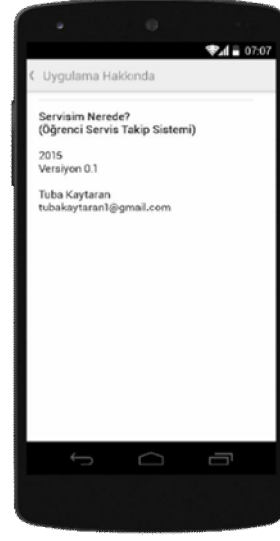 07:07
Uygulama Hakkında
Servisim Nerede?
(Öğrenci Servis Takip Sistemi)
2015
Versiyon 0.1
Tuba Kaytaran
tubakaytaran1@gmail.com